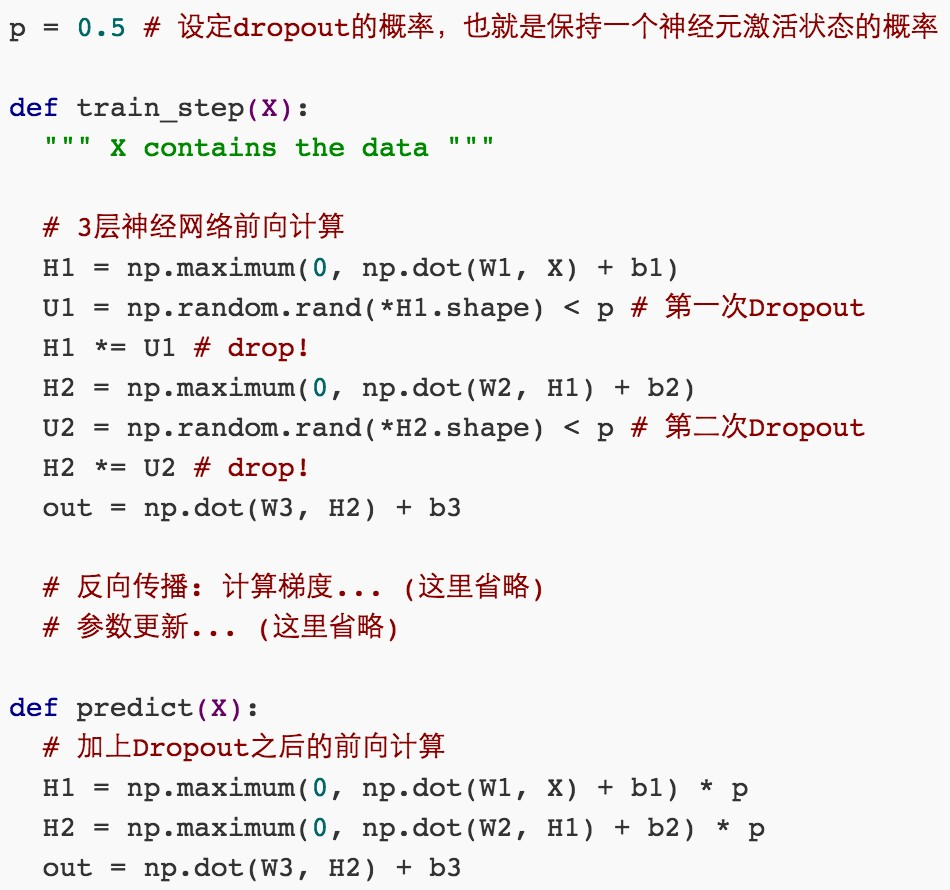 p = 0.5 # 设定dropout的概率，也就是保持一个神经元激活状态的概率
def train_step(X):
""" X contains the data """
# 3层神经网络前向计算
H1 = np.maximum(0, np.dot(W1, X) + b1)
U1 = np.random.rand(*H1.shape) < p # 第一次Dropout
H1 *= U1 # drop!
H2 = np.maximum(0, np.dot(W2, H1) + b2)
U2 = np.random.rand(*H2.shape) < p # 第二次Dropout
H2 *= U2 # drop!
out = np.dot(W3, H2) + b3
# 反向传播：计算梯度... (这里省略)
# 参数更新... (这里省略)
def predict(X):
# 加上Dropout之后的前向计算
H1 = np.maximum(0, np.dot(W1, X) + b1) * p
H2 = np.maximum(0, np.dot(W2, H1) + b2) * p
out = np.dot(W3, H2) + b3